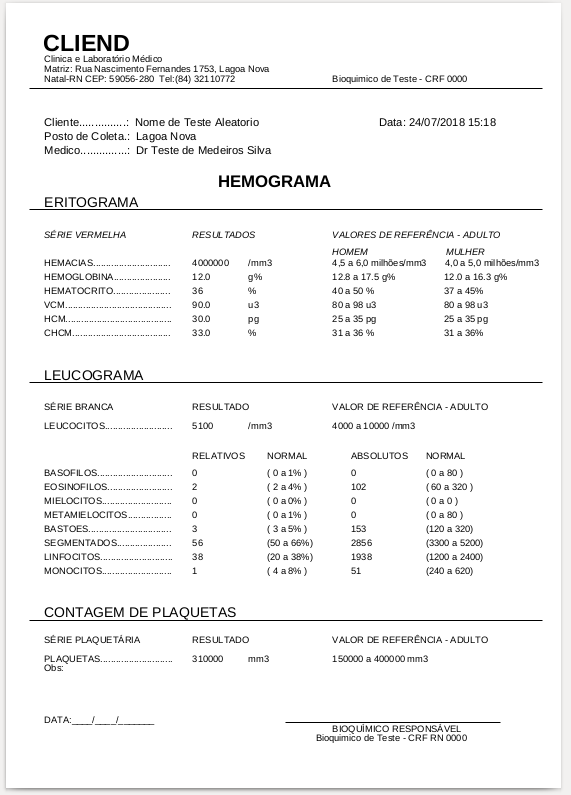 CLIEND
Clinica e Laboratório Médico
Matriz: Rua Nascimento Fernandes 1753, Lagoa Nova
Natal-RN CEP: 59056-280 Tel:(84) 32110772 Bioquimico de Teste - CRF 0000
Cliente..............: Nome de Teste Aleatorio Data: 24/07/2018 15:18
Posto de Coleta.: Lagoa Nova
Medico..............: Dr Teste de Medeiros Silva
HEMOGRAMA
ERITOGRAMA
SÉRIE VERMELHA RESULTADOS VALORES DE REFERÊNCIA - ADULTO
HOMEM MULHER
HEMACIAS............................. 4000000 /mm3 4,5 a 6,0 milhões/mm3 4,0 a 5,0 milhões/mm3
HEMOGLOBINA..................... 12.0 g% 12.8 a 17.5 g% 12.0 a 16.3 g%
HEMATOCRITO..................... 36 % 40 a 50 % 37 a 45%
VCM........................................ 90.0 u3 80 a 98 u3 80 a 98 u3
HCM........................................ 30.0 pg 25 a 35 pg 25 a 35 pg
CHCM..................................... 33.0 % 31 a 36 % 31 a 36%
LEUCOGRAMA
SÉRIE BRANCA RESULTADO VALOR DE REFERÊNCIA - ADULTO
LEUCOCITOS.......................... 5100 /mm3 4000 a 10000 /mm3
RELATIVOS NORMAL ABSOLUTOS NORMAL
BASOFILOS............................ 0 ( 0 a 1% ) 0 ( 0 a 80 )
EOSINOFILOS........................ 2 ( 2 a 4% ) 102 ( 60 a 320 )
MIELOCITOS.......................... 0 ( 0 a 0% ) 0 ( 0 a 0 )
METAMIELOCITOS................. 0 ( 0 a 1% ) 0 ( 0 a 80 )
BASTOES............................... 3 ( 3 a 5% ) 153 (120 a 320)
SEGMENTADOS.................... 56 (50 a 66%) 2856 (3300 a 5200)
LINFOCITOS........................... 38 (20 a 38%) 1938 (1200 a 2400)
MONOCITOS.......................... 1 ( 4 a 8% ) 51 (240 a 620)
CONTAGEM DE PLAQUETAS
SÉRIE PLAQUETÁRIA RESULTADO VALOR DE REFERÊNCIA - ADULTO
PLAQUETAS........................... 310000 mm3 150000 a 400000 mm3
Obs:
DATA:____/____/_______
BIOQUÍMICO RESPONSÁVEL
Bioquimico de Teste - CRF RN 0000